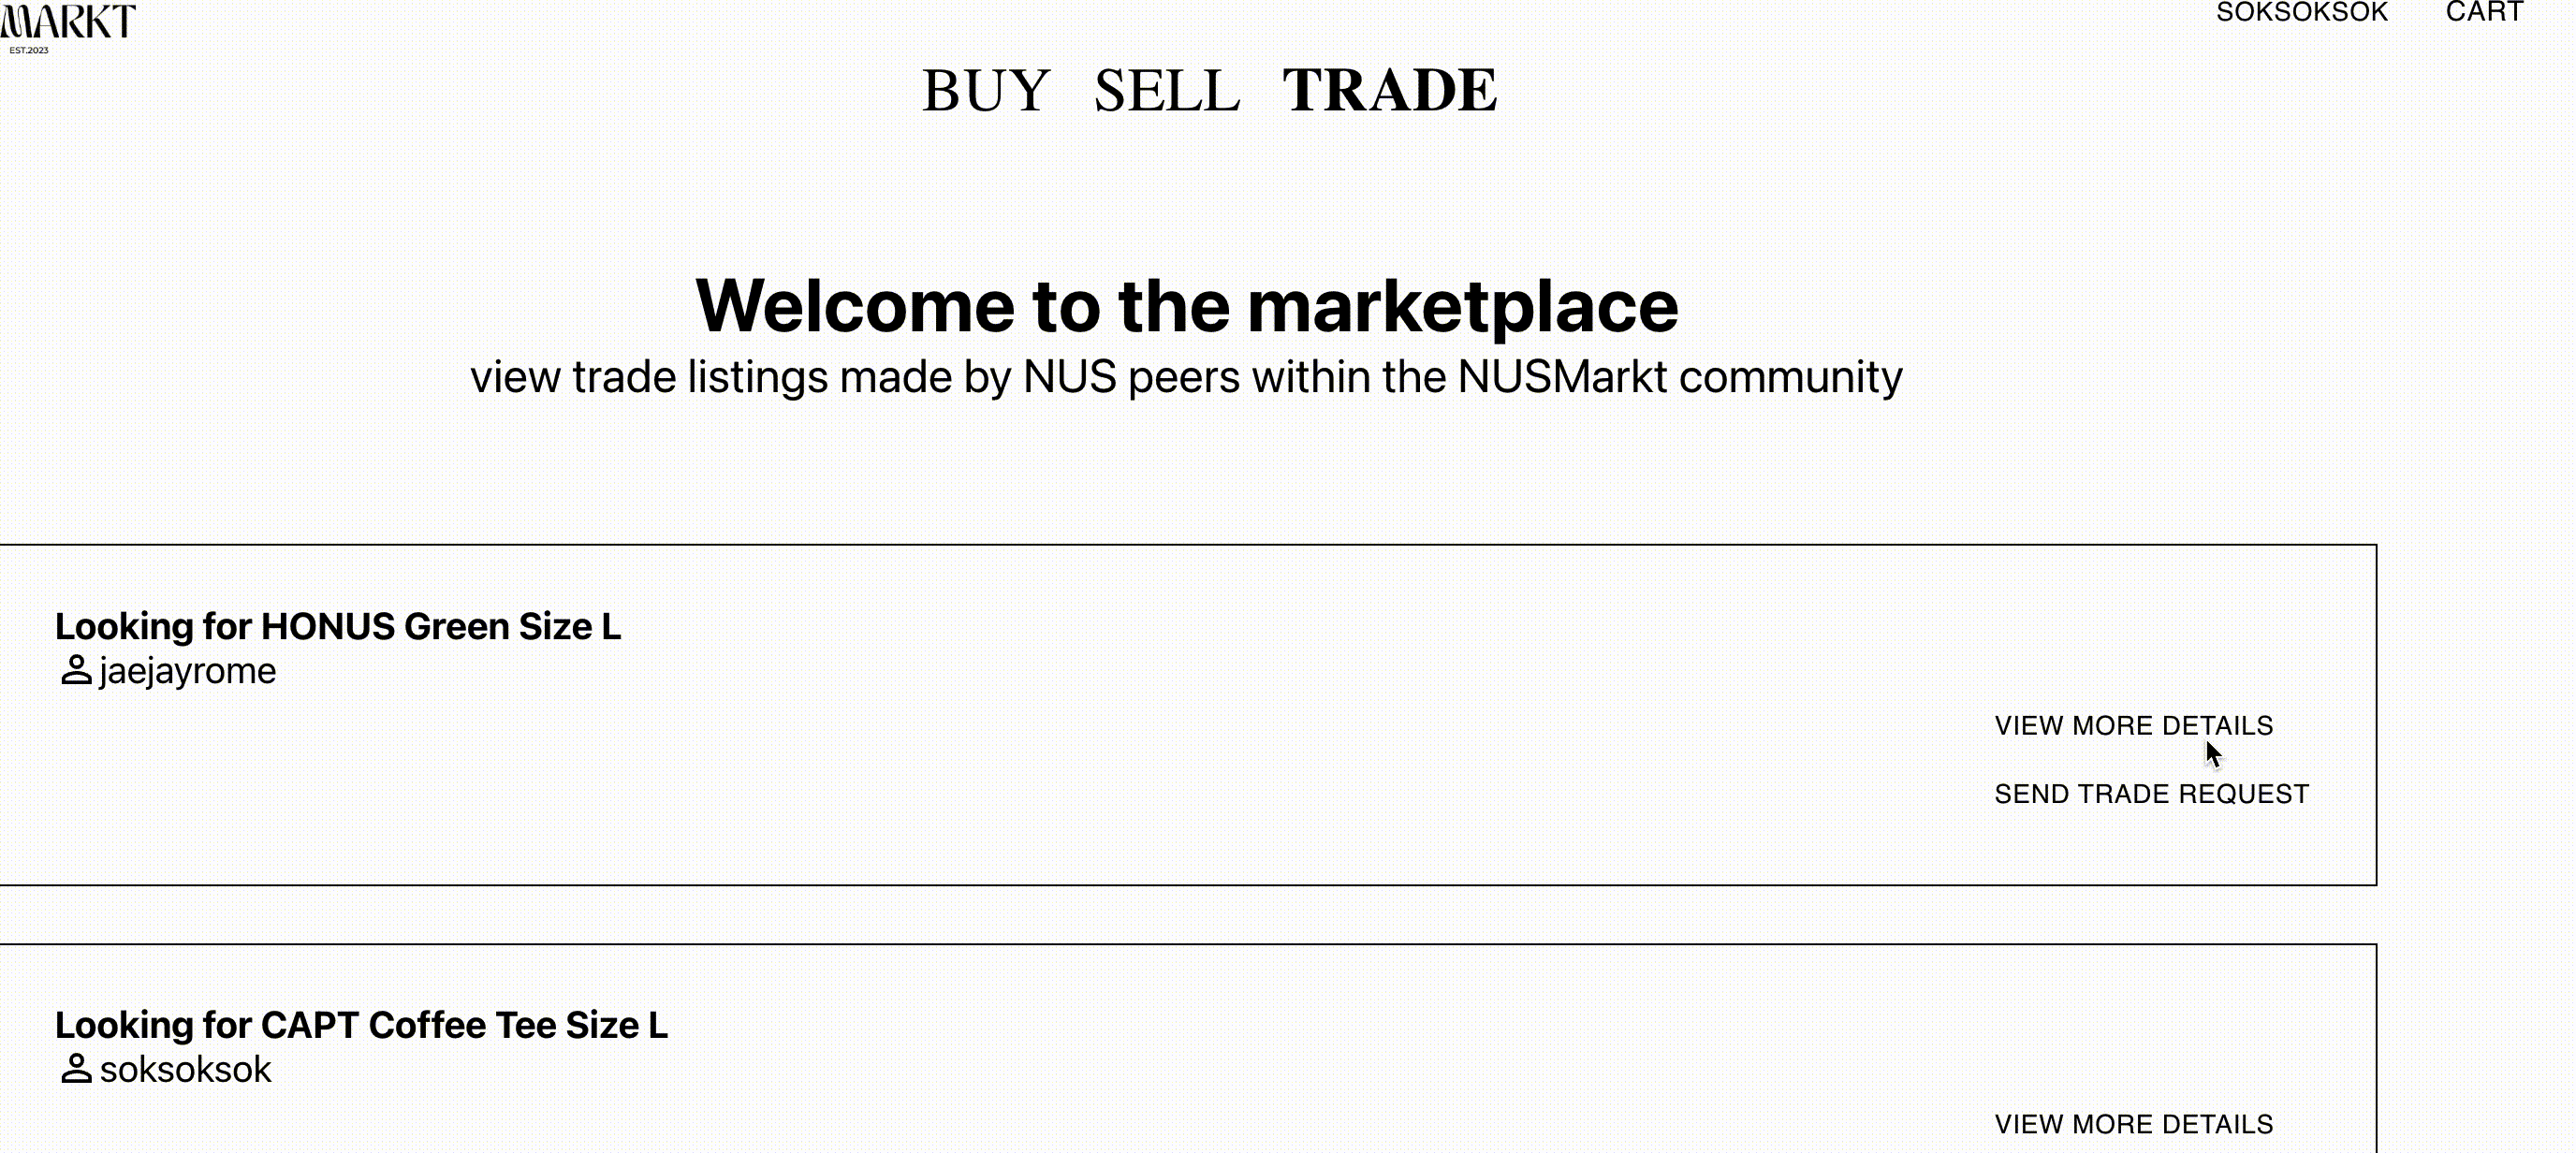 MARKT
EST.2023
SOKSOKSOK CART
BUY SELL TRADE
Welcome to the marketplace
view trade listings made by NUS peers within the NUSMarkt community
Looking for HONUS Green Size L
jaejayrome
VIEW MORE DETAILS
SEND TRADE REQUEST
Looking for CAPT Coffee Tee Size L
soksoksok
VIEW MORE DETAILS